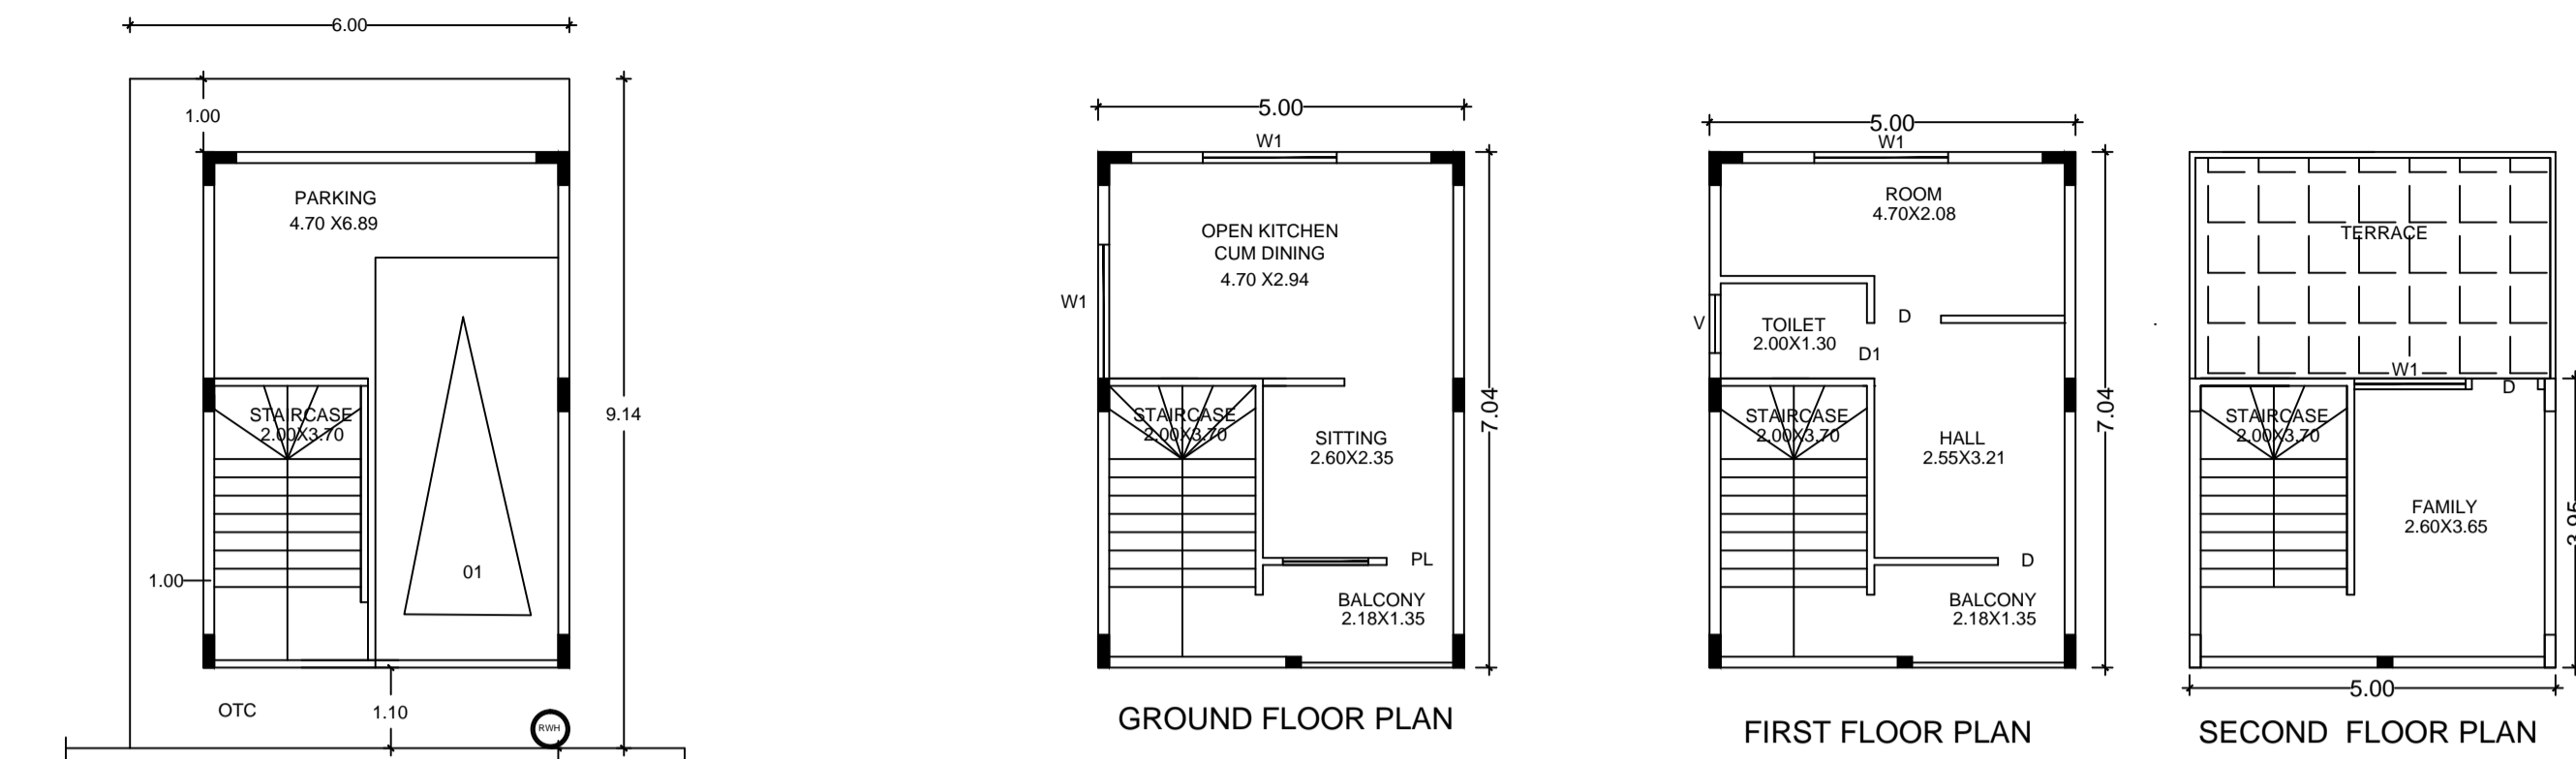 6.00
1.00
PARKING
4.70 X6.89
STAIRCASE
2.00X3.70
9.14
1.00
01
OTC
1.10
RWH
5.00
W1
OPEN KITCHEN
CUM DINING
4.70 X2.94
W1
STAIRCASE
2.00X3.70
SITTING
2.60X2.35
7.04
PL
BALCONY
2.18X1.35
GROUND FLOOR PLAN
5.00
W1
ROOM
4.70X2.08
V
TOILET
2.00X1.30
D
D1
STAIRCASE
2.00X3.70
HALL
2.55X3.21
7.04
D
BALCONY
2.18X1.35
FIRST FLOOR PLAN
TERRACE
W1
D
STAIRCASE
2.00X3.70
FAMILY
2.60X3.65
3.95
5.00
SECOND FLOOR PLAN